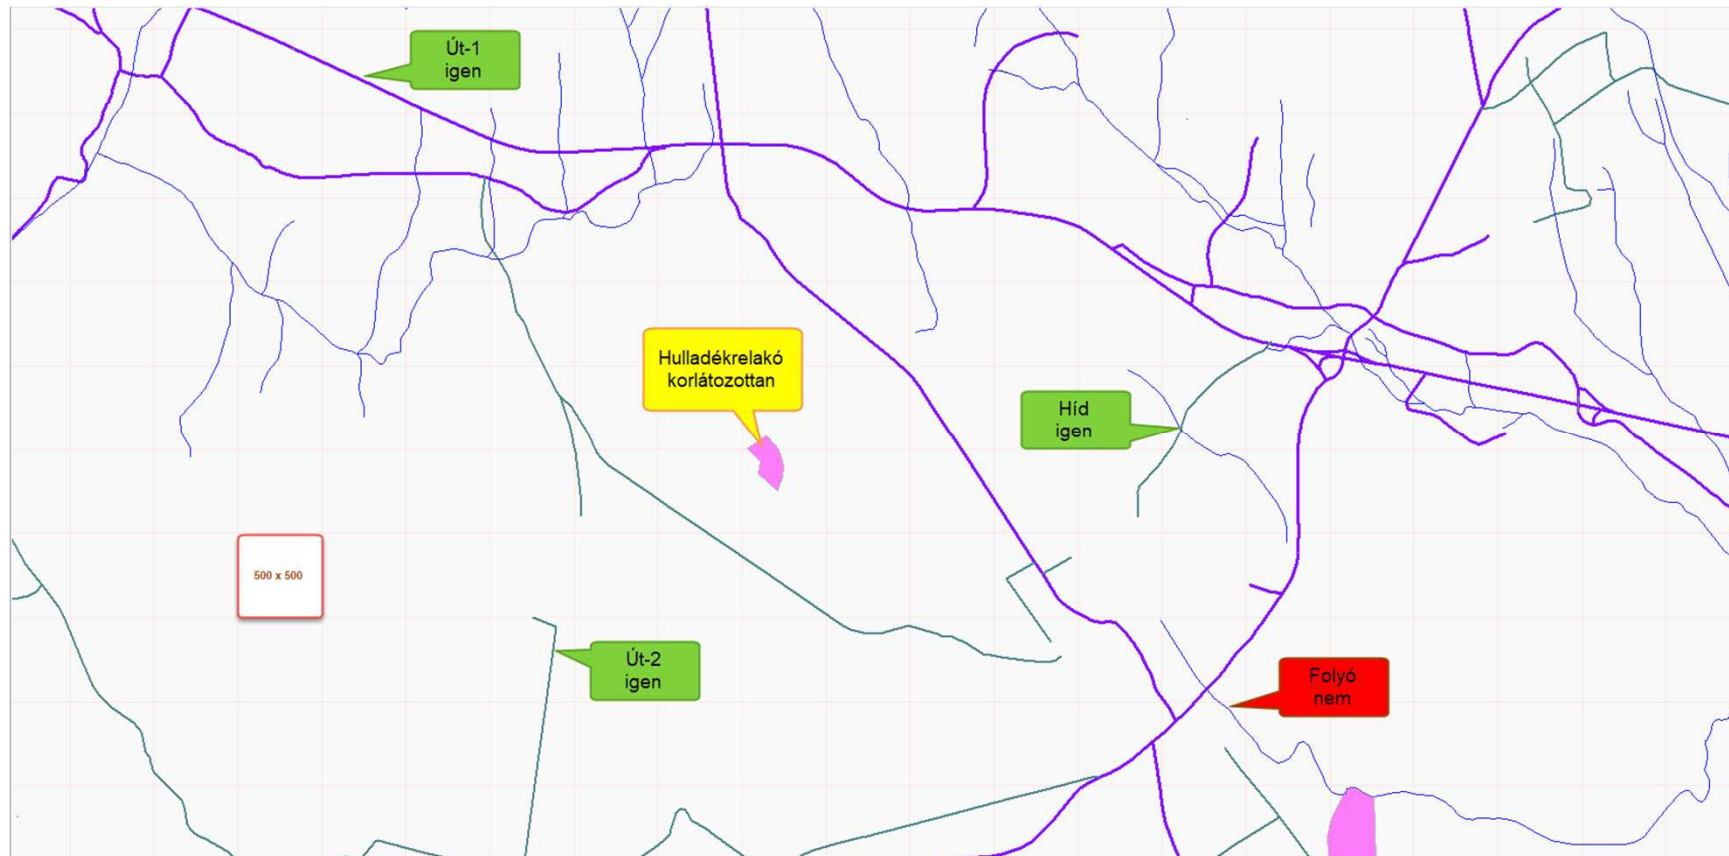 Út-1
igen
Hulladékrelakó
korlátozottan
Híd
igen
500 x 500
Út-2
igen
Folyó
nem